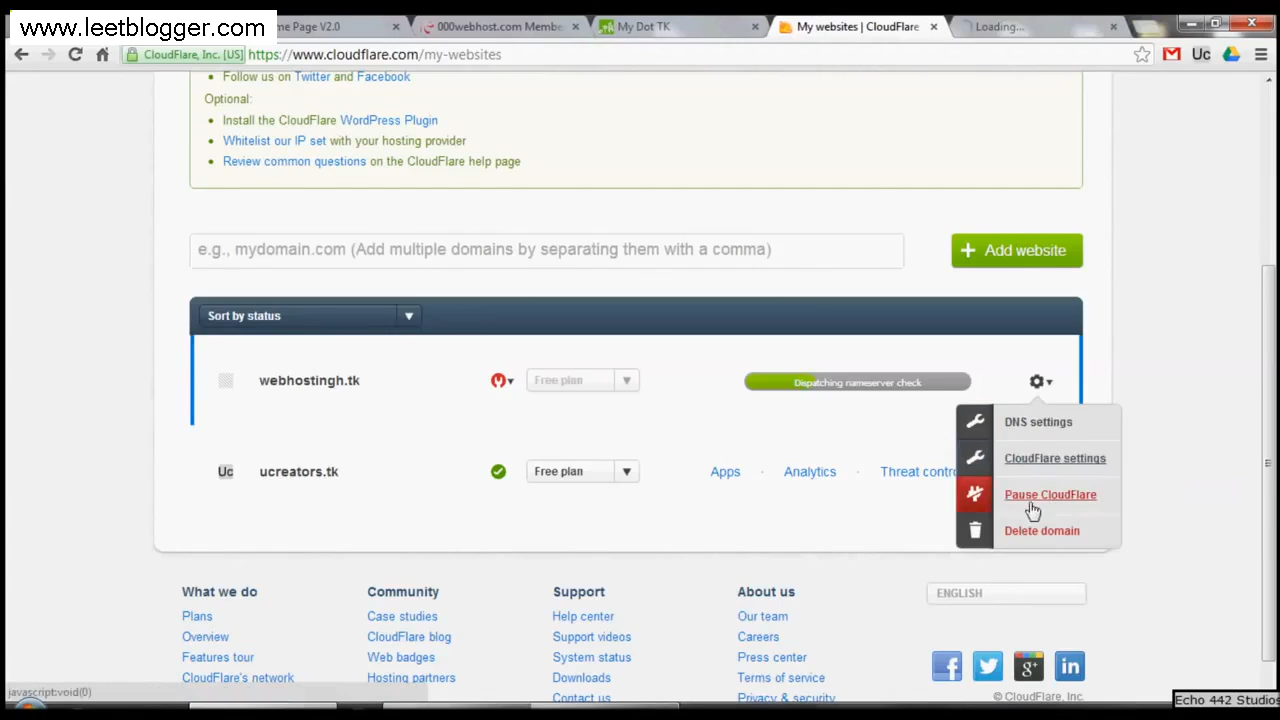 www.leetblogger.com
me Page V2.0
000webhost.com Membe
My Dot TK
My websites | CloudFlare
Loading...
CloudFlare, Inc. [US] https://www.cloudflare.com/my-websites
Uc
Follow us on Twitter and Facebook
Optional:
Install the CloudFlare WordPress Plugin
Whitelist our IP set with your hosting provider
Review common questions on the CloudFlare help page
e.g., mydomain.com (Add multiple domains by separating them with a comma)
+ Add website
Sort by status
webhostingh.tk
Free plan
Dispatching nameserver check
DNS settings
CloudFlare settings
Pause CloudFlare
Delete domain
Uc
ucreators.tk
Free plan
Apps · Analytics · Threat contro
What we do
Plans
Overview
Features tour
CloudFlare's network
Community
Case studies
CloudFlare blog
Web badges
Hosting partners
Support
Help center
Support videos
System status
Downloads
Contact us
About us
Our team
Careers
Press center
Terms of service
Privacy & security
ENGLISH
© CloudFlare, Inc.
javascript:void(0)
Echo 442 Studios